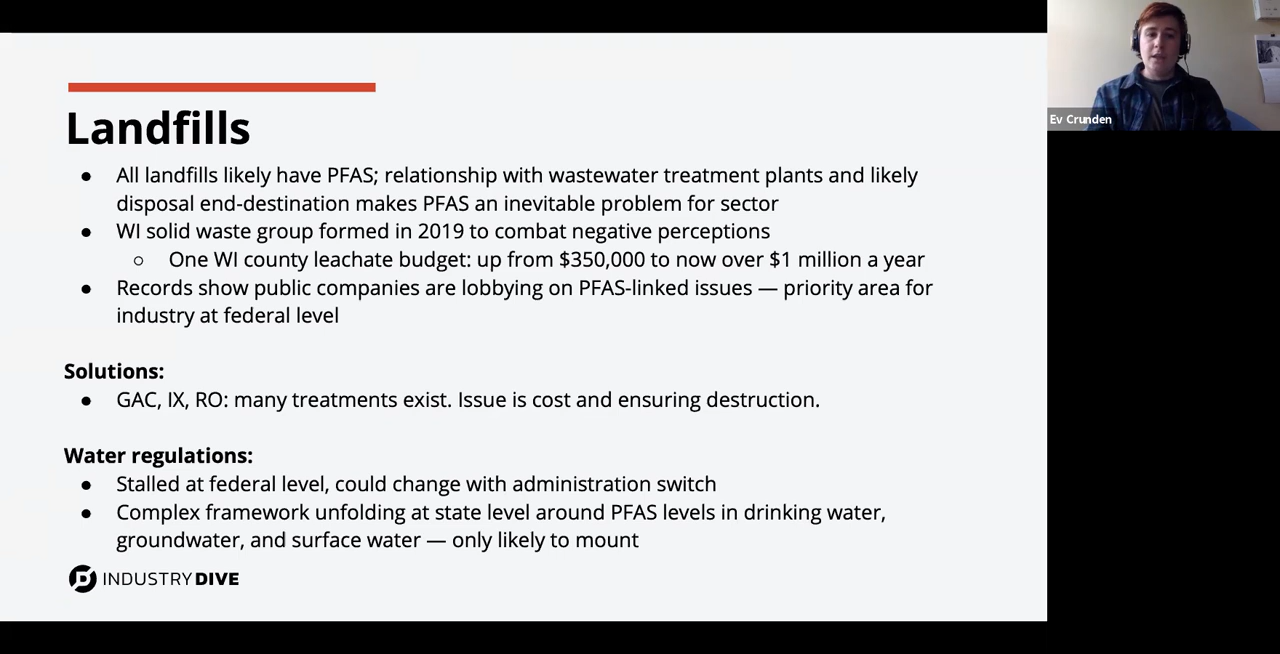 Landfills
● All landfills likely have PFAS; relationship with wastewater treatment plants and likely
disposal end-destination makes PFAS an inevitable problem for sector
● WI solid waste group formed in 2019 to combat negative perceptions
○ One WI county leachate budget: up from $350,000 to now over $1 million a year
● Records show public companies are lobbying on PFAS-linked issues — priority area for
industry at federal level
Solutions:
● GAC, IX, RO: many treatments exist. Issue is cost and ensuring destruction.
Water regulations:
● Stalled at federal level, could change with administration switch
● Complex framework unfolding at state level around PFAS levels in drinking water,
groundwater, and surface water — only likely to mount
INDUSTRY DIVE
Ev Crunden